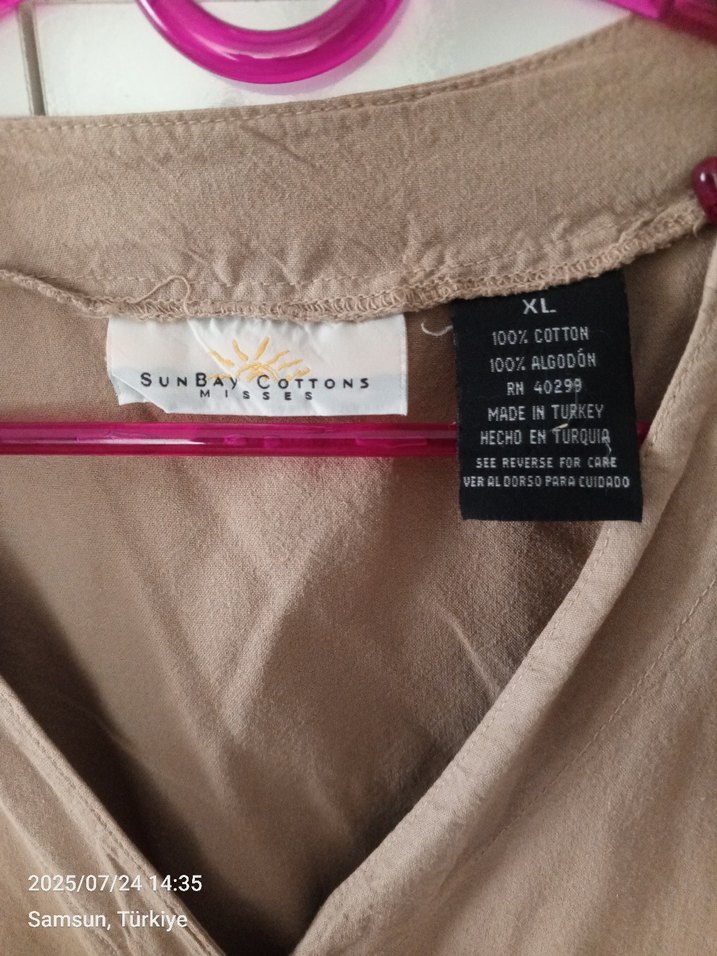 SUNBAY COTTONS
MISSES
XL
100% COTTON
100% ALGODÓN
RN 40299
MADE IN TURKEY
HECHO EN TURQUIA
SEE REVERSE FOR CARE
VER AL DORSO PARA CUIDADO
2025/07/24 14:35
Samsun, Türkiye